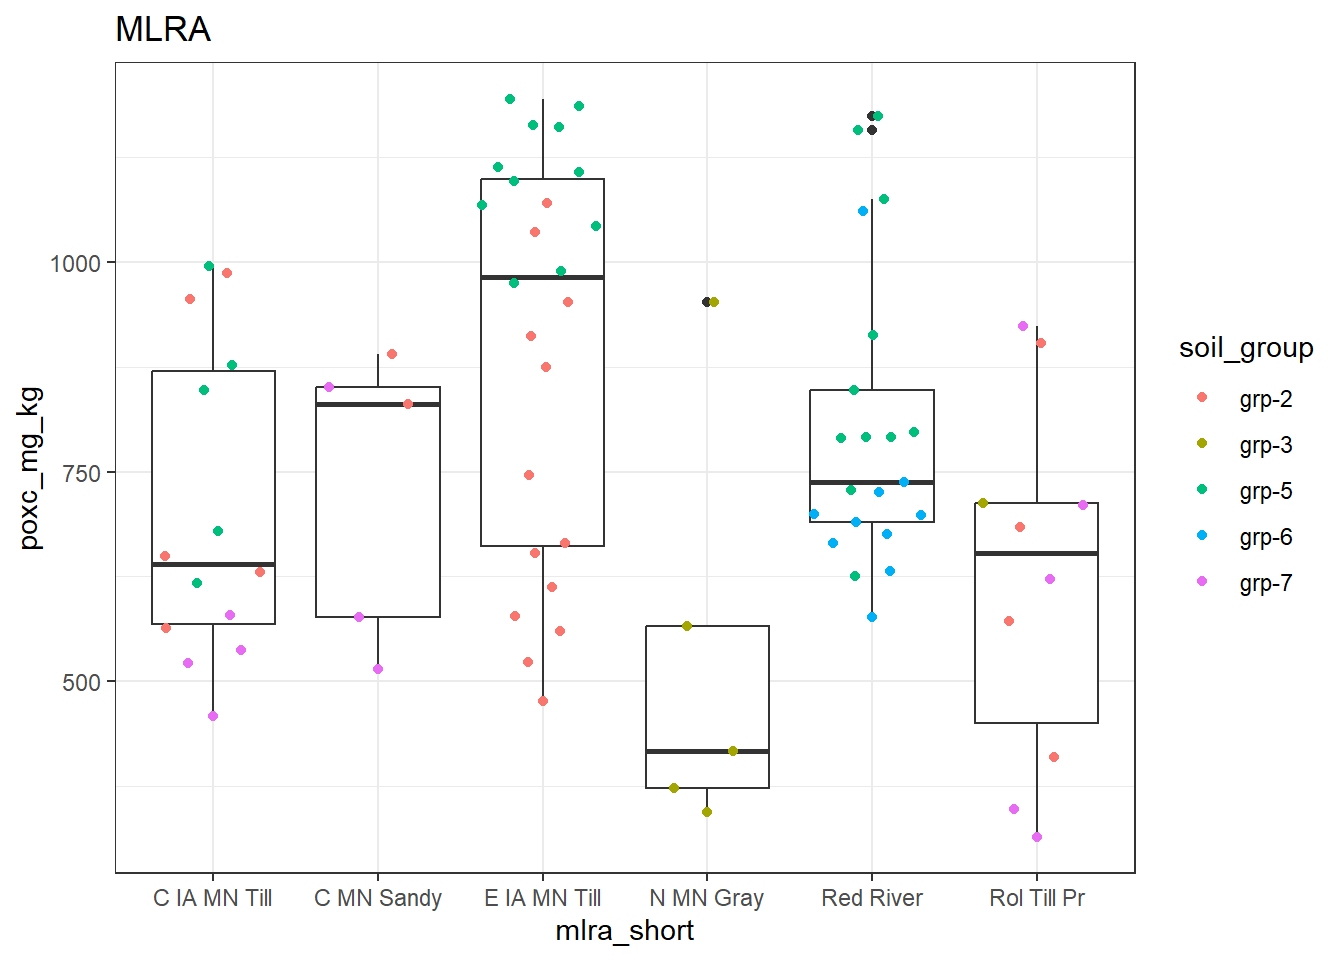 MLRA
poxc_mg_kg
1000
750
500
C IA MN Till
C MN Sandy
E IA MN Till
N MN Gray
Red River
Rol Till Pr
mlra_short
soil_group
grp-2
grp-3
grp-5
grp-6
grp-7